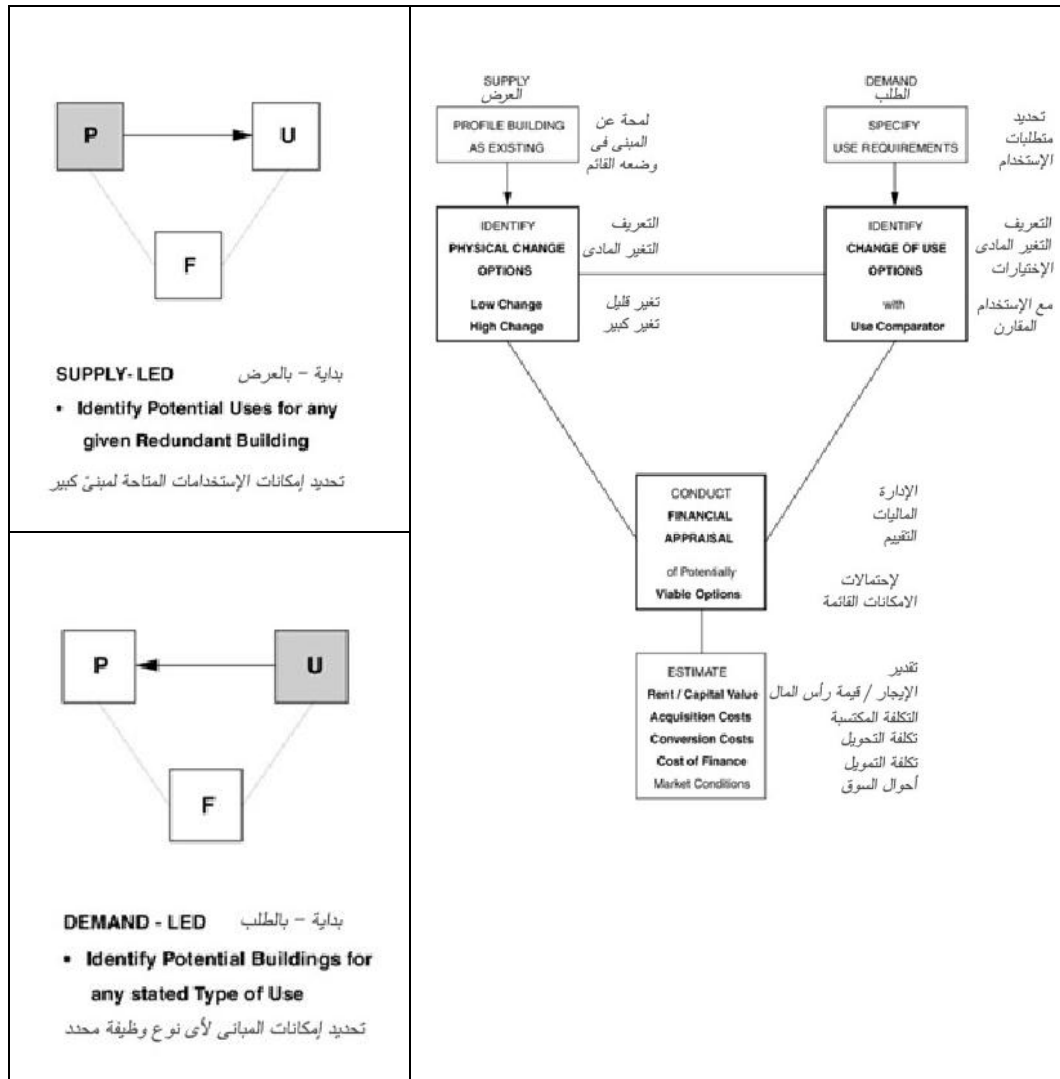 P
U
F
SUPPLY-LED بداية – بالعرض
• Identify Potential Uses for any
given Redundant Building
تحديد إمكانات الإستخدامات المتاحة لمبنىً كبير
P
U
F
DEMAND - LED بداية – بالطلب
• Identify Potential Buildings for
any stated Type of Use
تحديد إمكانات المبانى لأى نوع وظيفة محدد
SUPPLY
العرض
PROFILE BUILDING
AS EXISTING
لمحة عن
المبنى فى
وضعه القائم
DEMAND
الطلب
SPECIFY
USE REQUIREMENTS
تحديد
متطلبات
الإستخدام
IDENTIFY
PHYSICAL CHANGE
OPTIONS
Low Change
High Change
التعريف
التغير المادى
تغير قليل
تغير كبير
IDENTIFY
CHANGE OF USE
OPTIONS
with
Use Comparator
التعريف
التغير المادى
الإختيارات
مع الإستخدام
المقارن
CONDUCT
FINANCIAL
APPRAISAL
of Potentially
Viable Options
الإدارة
الماليات
التقييم
لإحتمالات
الامكانات القائمة
ESTIMATE
Rent / Capital Value
Acquisition Costs
Conversion Costs
Cost of Finance
Market Conditions
تقدير
الإيجار / قيمة رأس المال
التكلفة المكتسبة
تكلفة التحويل
تكلفة التمويل
أحوال السوق